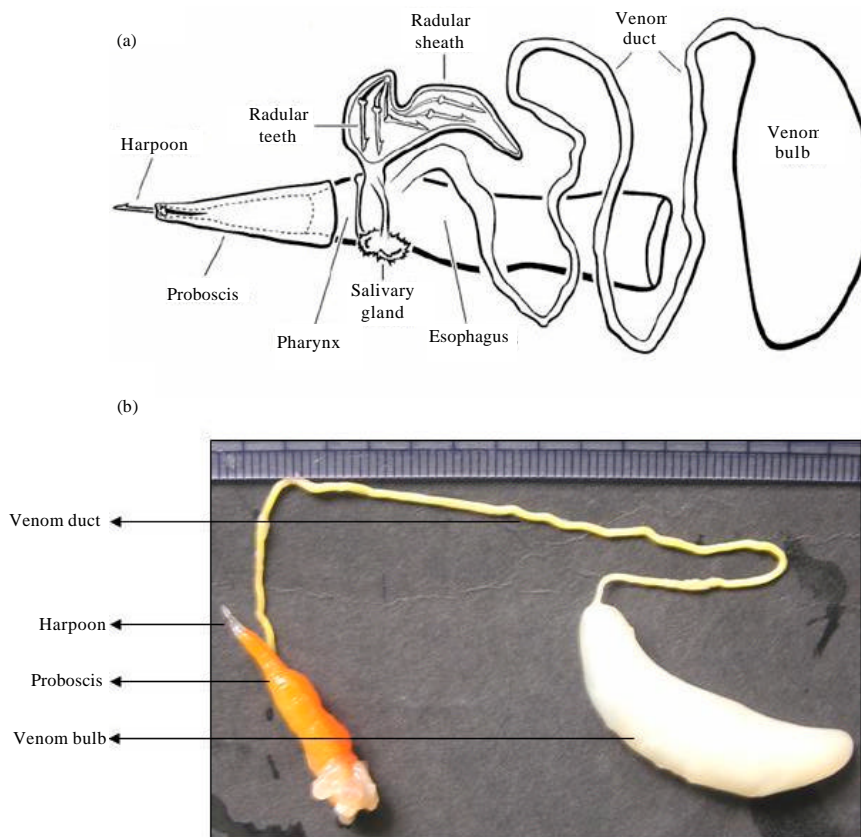 (a)
Radular
sheath
Venom
duct
Radular
teeth
Harpoon
Venom
bulb
Proboscis
Salivary
gland
Pharynx
Esophagus
(b)
Venom duct
Harpoon
Proboscis
Venom bulb